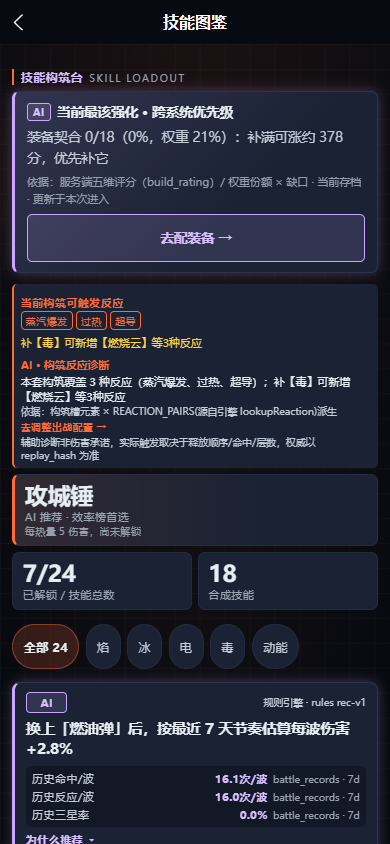 技能图鉴
技能构筑台 SKILL LOADOUT
AI 当前最该强化·跨系统优先级
装备契合 0/18（0%，权重 21%）：补满可涨约 378
分，优先补它
依据：服务端五维评分（build_rating）/ 权重份额 × 缺口 · 当前存档
· 更新于本次进入
去配装备 →
当前构筑可触发反应
蒸汽爆发 过热 超导
补【毒】可新增【燃烧云】等3种反应
AI · 构筑反应诊断
本套构筑覆盖 3 种反应（蒸汽爆发、过热、超导）；补【毒】可新增
【燃烧云】等3种反应
依据：构筑槽元素 × REACTION_PAIRS(源自引擎 lookupReaction)派生
去调整出战配置 →
辅助诊断非伤害承诺，实际触发取决于释放顺序/命中/层数，权威以
replay_hash 为准
攻城锤
AI 推荐 · 效率榜首选
每热量 5 伤害，尚未解锁
7/24
已解锁 / 技能总数
18
合成技能
全部 24 焰 冰 电 毒 动能
AI 规则引擎 · rules rec-v1
换上「燃油弹」后，按最近 7 天节奏估算每波伤害
+2.8%
历史命中/波 16.1次/波 battle_records · 7d
历史反应/波 16.0次/波 battle_records · 7d
历史三星率 0.0% battle_records · 7d
为什么推荐